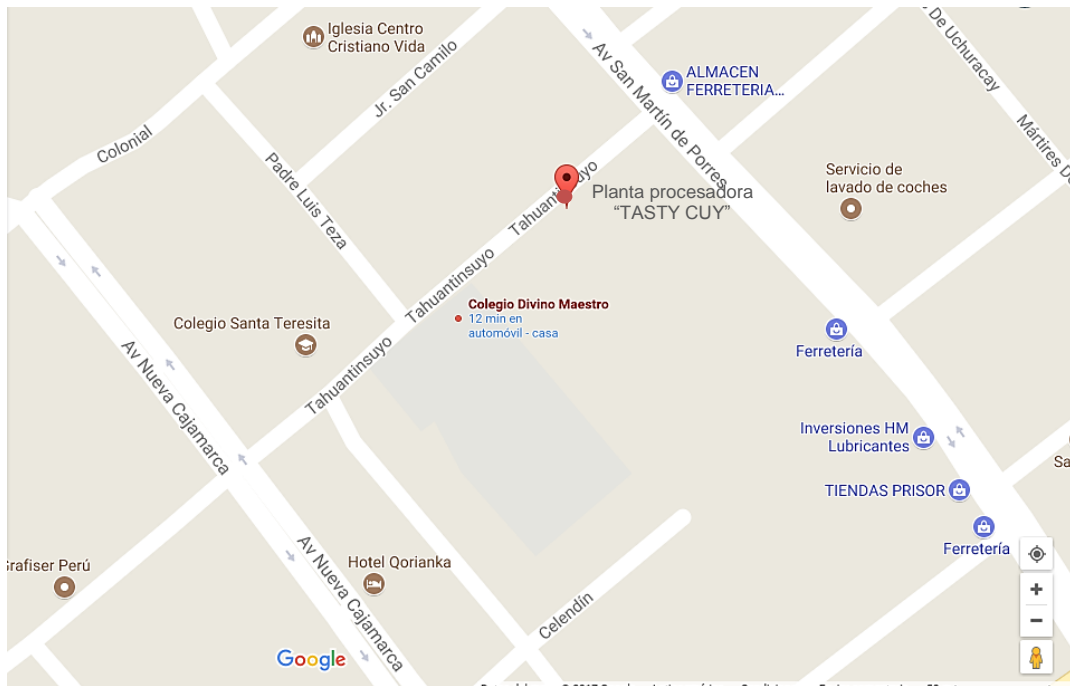 Iglesia Centro
Cristiano Vida
Jr. San Camilo
Av San Martín de Porres
ALMACEN
FERRETERIA...
De Uchuracay
Mártires De
Colonial
Padre Luis Teza
Servicio de
lavado de coches
Planta procesadora
“TASTY CUY”
Tahuantinsuyo
Tahuantinsuyo
Tahuantinsuyo
Colegio Divino Maestro
12 min en
automóvil - casa
Colegio Santa Teresita
Ferretería
Av Nueva Cajamarca
Inversiones HM
Lubricantes
TIENDAS PRISOR
Ferretería
Av Nueva Cajamarca
Hotel Qorianka
Celendín
Google